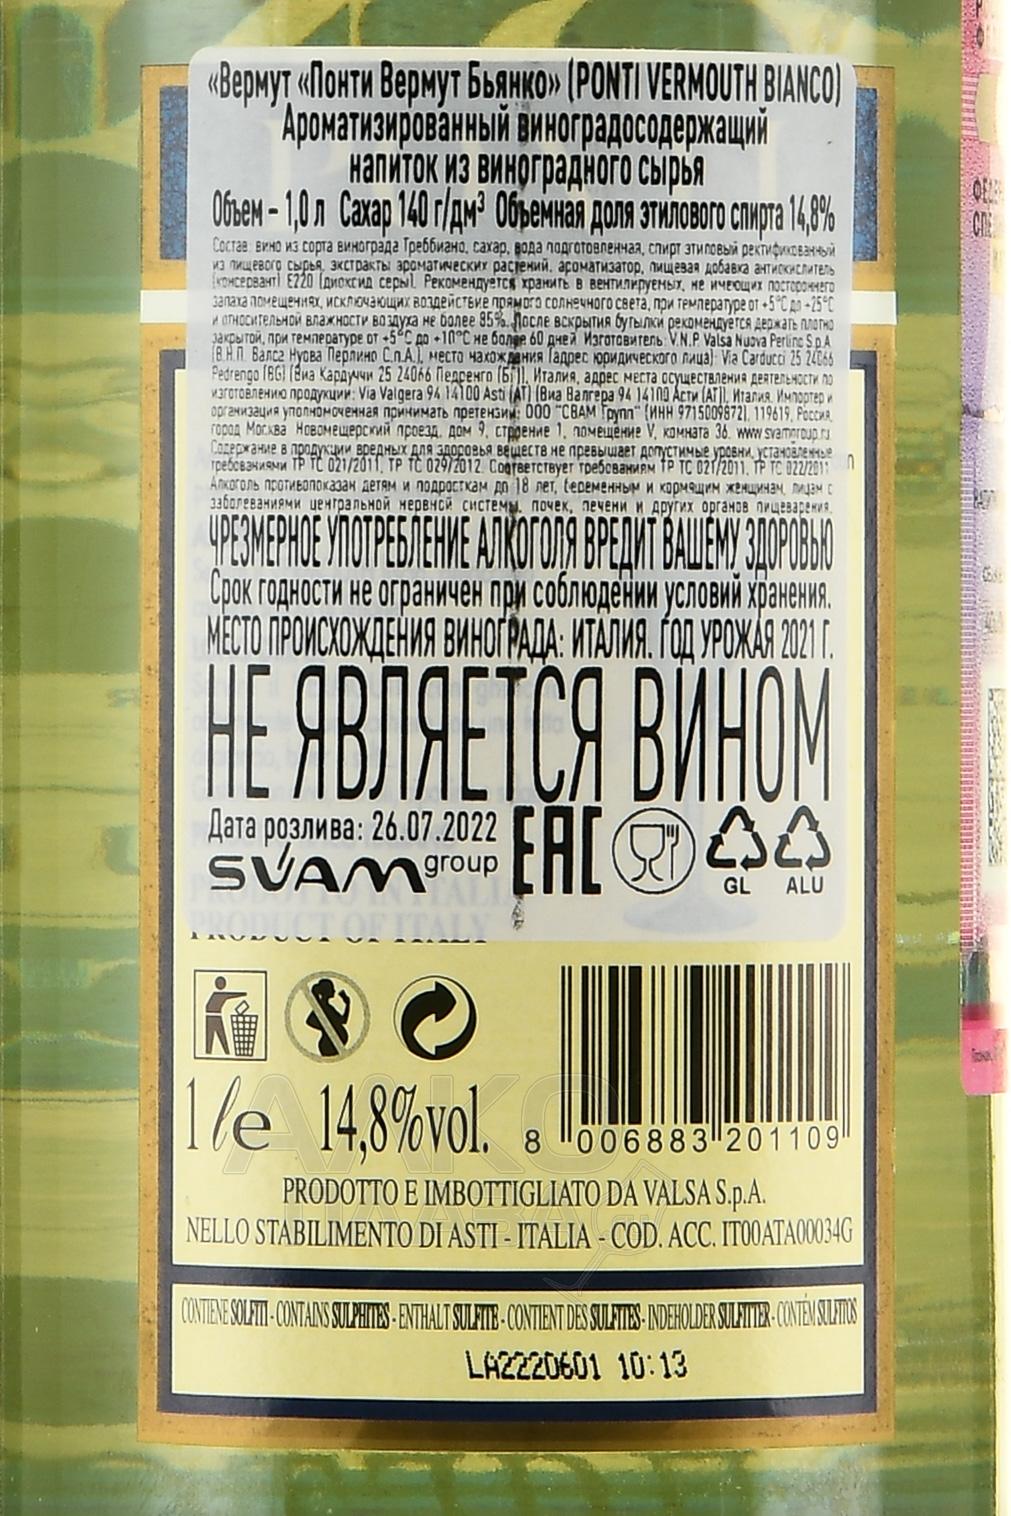 «Вермут «Понти Вермут Бьянко» (PONTI VERMOUTH BIANCO)
Ароматизированный виноградосодержащий
напиток из виноградного сырья
Объем – 1,0 л Сахар 140 г/дм³ Объемная доля этилового спирта 14,8%
Состав: вино из сорта винограда Треббиано, сахар, вода подготовленная, спирт этиловый ректификованный
из пищевого сырья, экстракты ароматических растений, ароматизатор, пищевая добавка антиокислитель
(консервант) Е220 (диоксид серы). Рекомендуется хранить в вентилируемых, не имеющих постороннего
запаха помещениях, исключающих воздействие прямого солнечного света, при температуре от +5°С до +25°С
и относительной влажности воздуха не более 85%. После вскрытия бутылки рекомендуется держать плотно
закрытой, при температуре от +5°С до +10°С не более 60 дней. Изготовитель: V.N.P. Valsa Nuova Perlino S.p.A.
(В.Н.П. Валса Нуова Перлино С.п.А.), место нахождения (адрес юридического лица): Via Carducci 25 24066
Pedrengo (BG) (Виа Кардуччи 25 24066 Педренго (БГ)), Италия, адрес места осуществления деятельности по
изготовлению продукции: Via Valgera 94 14100 Asti (AT) (Виа Валгера 94 14100 Асти (АТ)), Италия. Импортер и
организация уполномоченная принимать претензии: ООО "СВАМ Групп" (ИНН 9715009872), 119619, Россия,
город Москва Новомещерский проезд, дом 9, строение 1, помещение V, комната 36. www.svamgroup.ru
Содержание в продукции вредных для здоровья веществ не превышает допустимые уровни, установленные
требованиями ТР ТС 021/2011, ТР ТС 029/2012. Соответствует требованиям ТР ТС 021/2011, ТР ТС 022/2011.
Алкоголь противопоказан детям и подросткам до 18 лет, беременным и кормящим женщинам, лицам с
заболеваниями центральной нервной системы, почек, печени и других органов пищеварения.
ЧРЕЗМЕРНОЕ УПОТРЕБЛЕНИЕ АЛКОГОЛЯ ВРЕДИТ ВАШЕМУ ЗДОРОВЬЮ
Срок годности не ограничен при соблюдении условий хранения.
МЕСТО ПРОИСХОЖДЕНИЯ ВИНОГРАДА: ИТАЛИЯ. ГОД УРОЖАЯ 2021 Г.
НЕ ЯВЛЯЕТСЯ ВИНОМ
Дата розлива: 26.07.2022
SVAM group EAC GL ALU
PRODOTTO IN ITALIA
PRODUCT OF ITALY
1 l e 14,8%vol.
8 006883 201109
PRODOTTO E IMBOTTIGLIATO DA VALSA S.p.A.
NELLO STABILIMENTO DI ASTI - ITALIA - COD. ACC. IT00ATA00034G
CONTIENE SOLFITI - CONTAINS SULPHITES - ENTHALT SULFITE - CONTIENT DES SULFITES - INDEHOLDER SULFITTER - CONTÉM SULFITOS
LA2220601 10:13